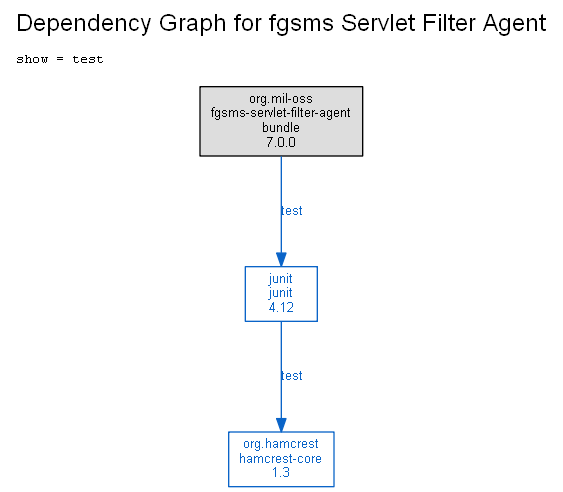 Dependency Graph for fgsms Servlet Filter Agent
show = test
org.mil-oss
fgsms-servlet-filter-agent
bundle
7.0.0
test
junit
junit
4.12
test
org.hamcrest
hamcrest-core
1.3